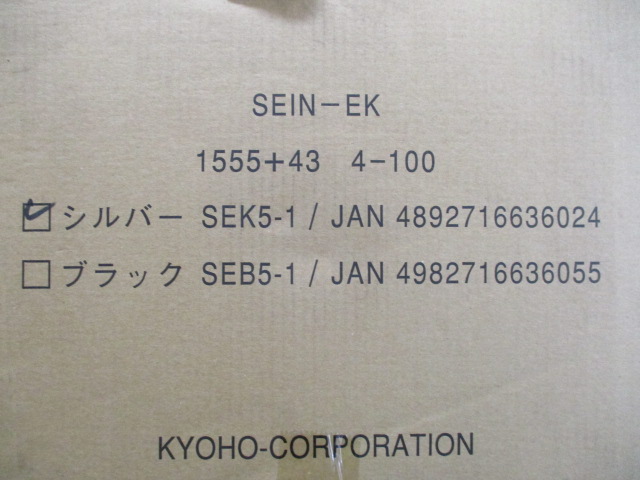 SEIN-EK
1555+43 4-100
☑シルバー SEK5-1 / JAN 4892716636024
☐ブラック SEB5-1 / JAN 4982716636055
KYOHO-CORPORATION